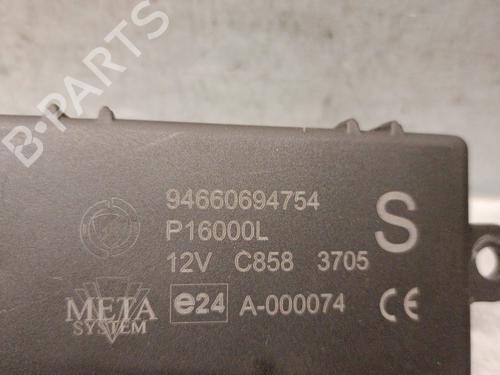 B-PARTS
94660694754
P16000L
12V C858 3705
S
META
SYSTEM
e24 A-000074 CE